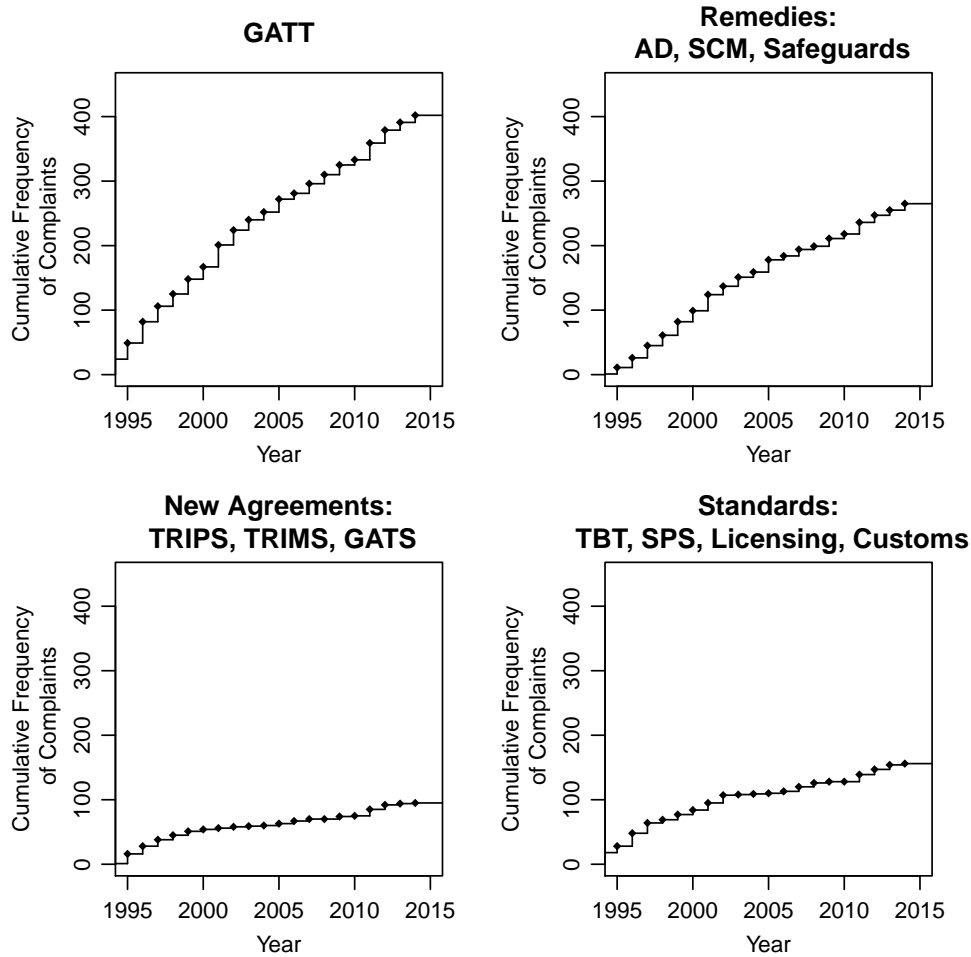 GATT
Cumulative Frequency
of Complaints
400
300
200
100
0
1995 2000 2005 2010 2015
Year
Remedies:
AD, SCM, Safeguards
Cumulative Frequency
of Complaints
400
300
200
100
0
1995 2000 2005 2010 2015
Year
New Agreements:
TRIPS, TRIMS, GATS
Cumulative Frequency
of Complaints
400
300
200
100
0
1995 2000 2005 2010 2015
Year
Standards:
TBT, SPS, Licensing, Customs
Cumulative Frequency
of Complaints
400
300
200
100
0
1995 2000 2005 2010 2015
Year